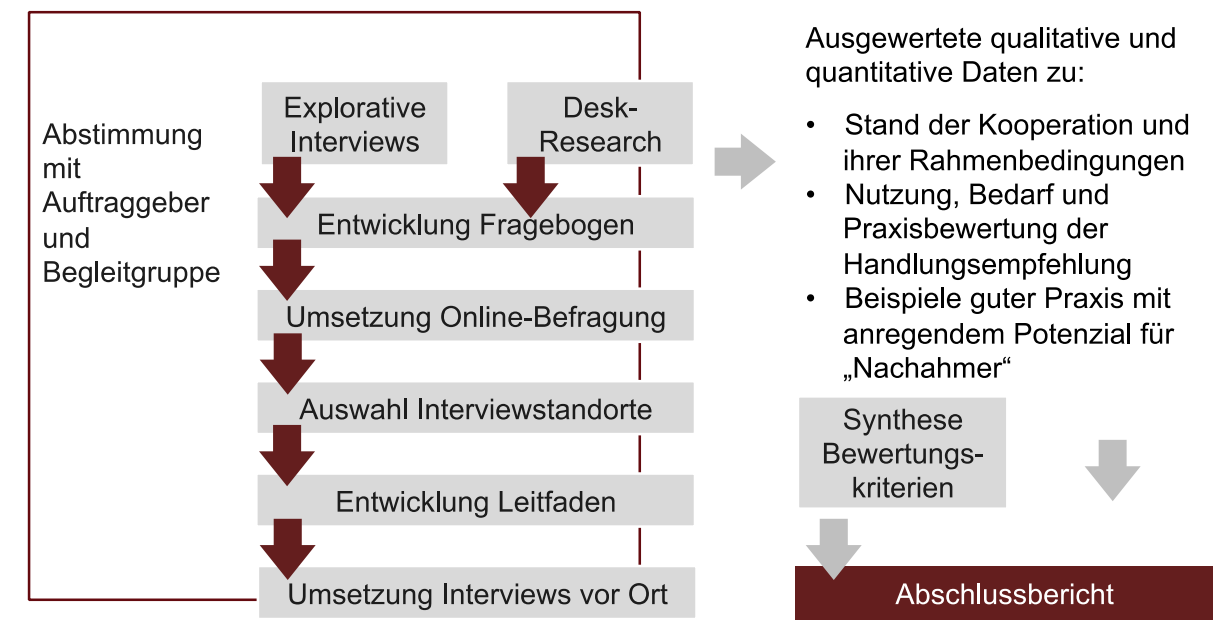 Abstimmung
mit
Auftraggeber
und
Begleitgruppe
Explorative
Interviews
Desk-
Research
Entwicklung Fragebogen
Umsetzung Online-Befragung
Auswahl Interviewstandorte
Entwicklung Leitfaden
Umsetzung Interviews vor Ort
Ausgewertete qualitative und
quantitative Daten zu:
• Stand der Kooperation und
ihrer Rahmenbedingungen
• Nutzung, Bedarf und
Praxisbewertung der
Handlungsempfehlung
• Beispiele guter Praxis mit
anregendem Potenzial für
„Nachahmer“
Synthese
Bewertungs-
kriterien
Abschlussbericht